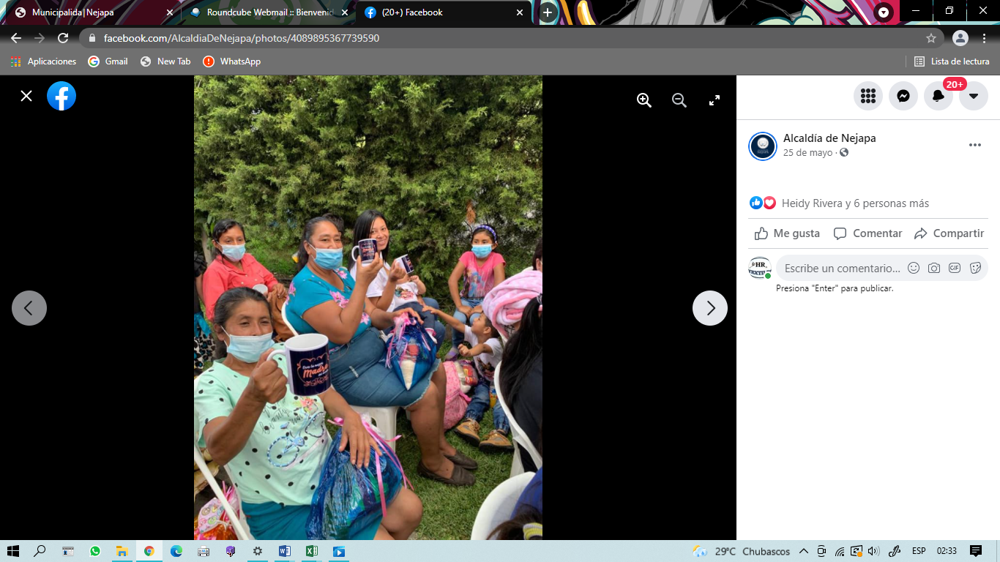 Municipalida|Nejapa
Roundcube Webmail :: Bienvenid
(20+) Facebook
facebook.com/AlcaldiaDeNejapa/photos/4089895367739590
Aplicaciones
Gmail
New Tab
WhatsApp
Lista de lectura
20+
Alcaldía de Nejapa
25 de mayo ·
Heidy Rivera y 6 personas más
Me gusta
Comentar
Compartir
Escribe un comentario...
GIF
Presiona "Enter" para publicar.
Madre
29°C Chubascos
ESP
02:33